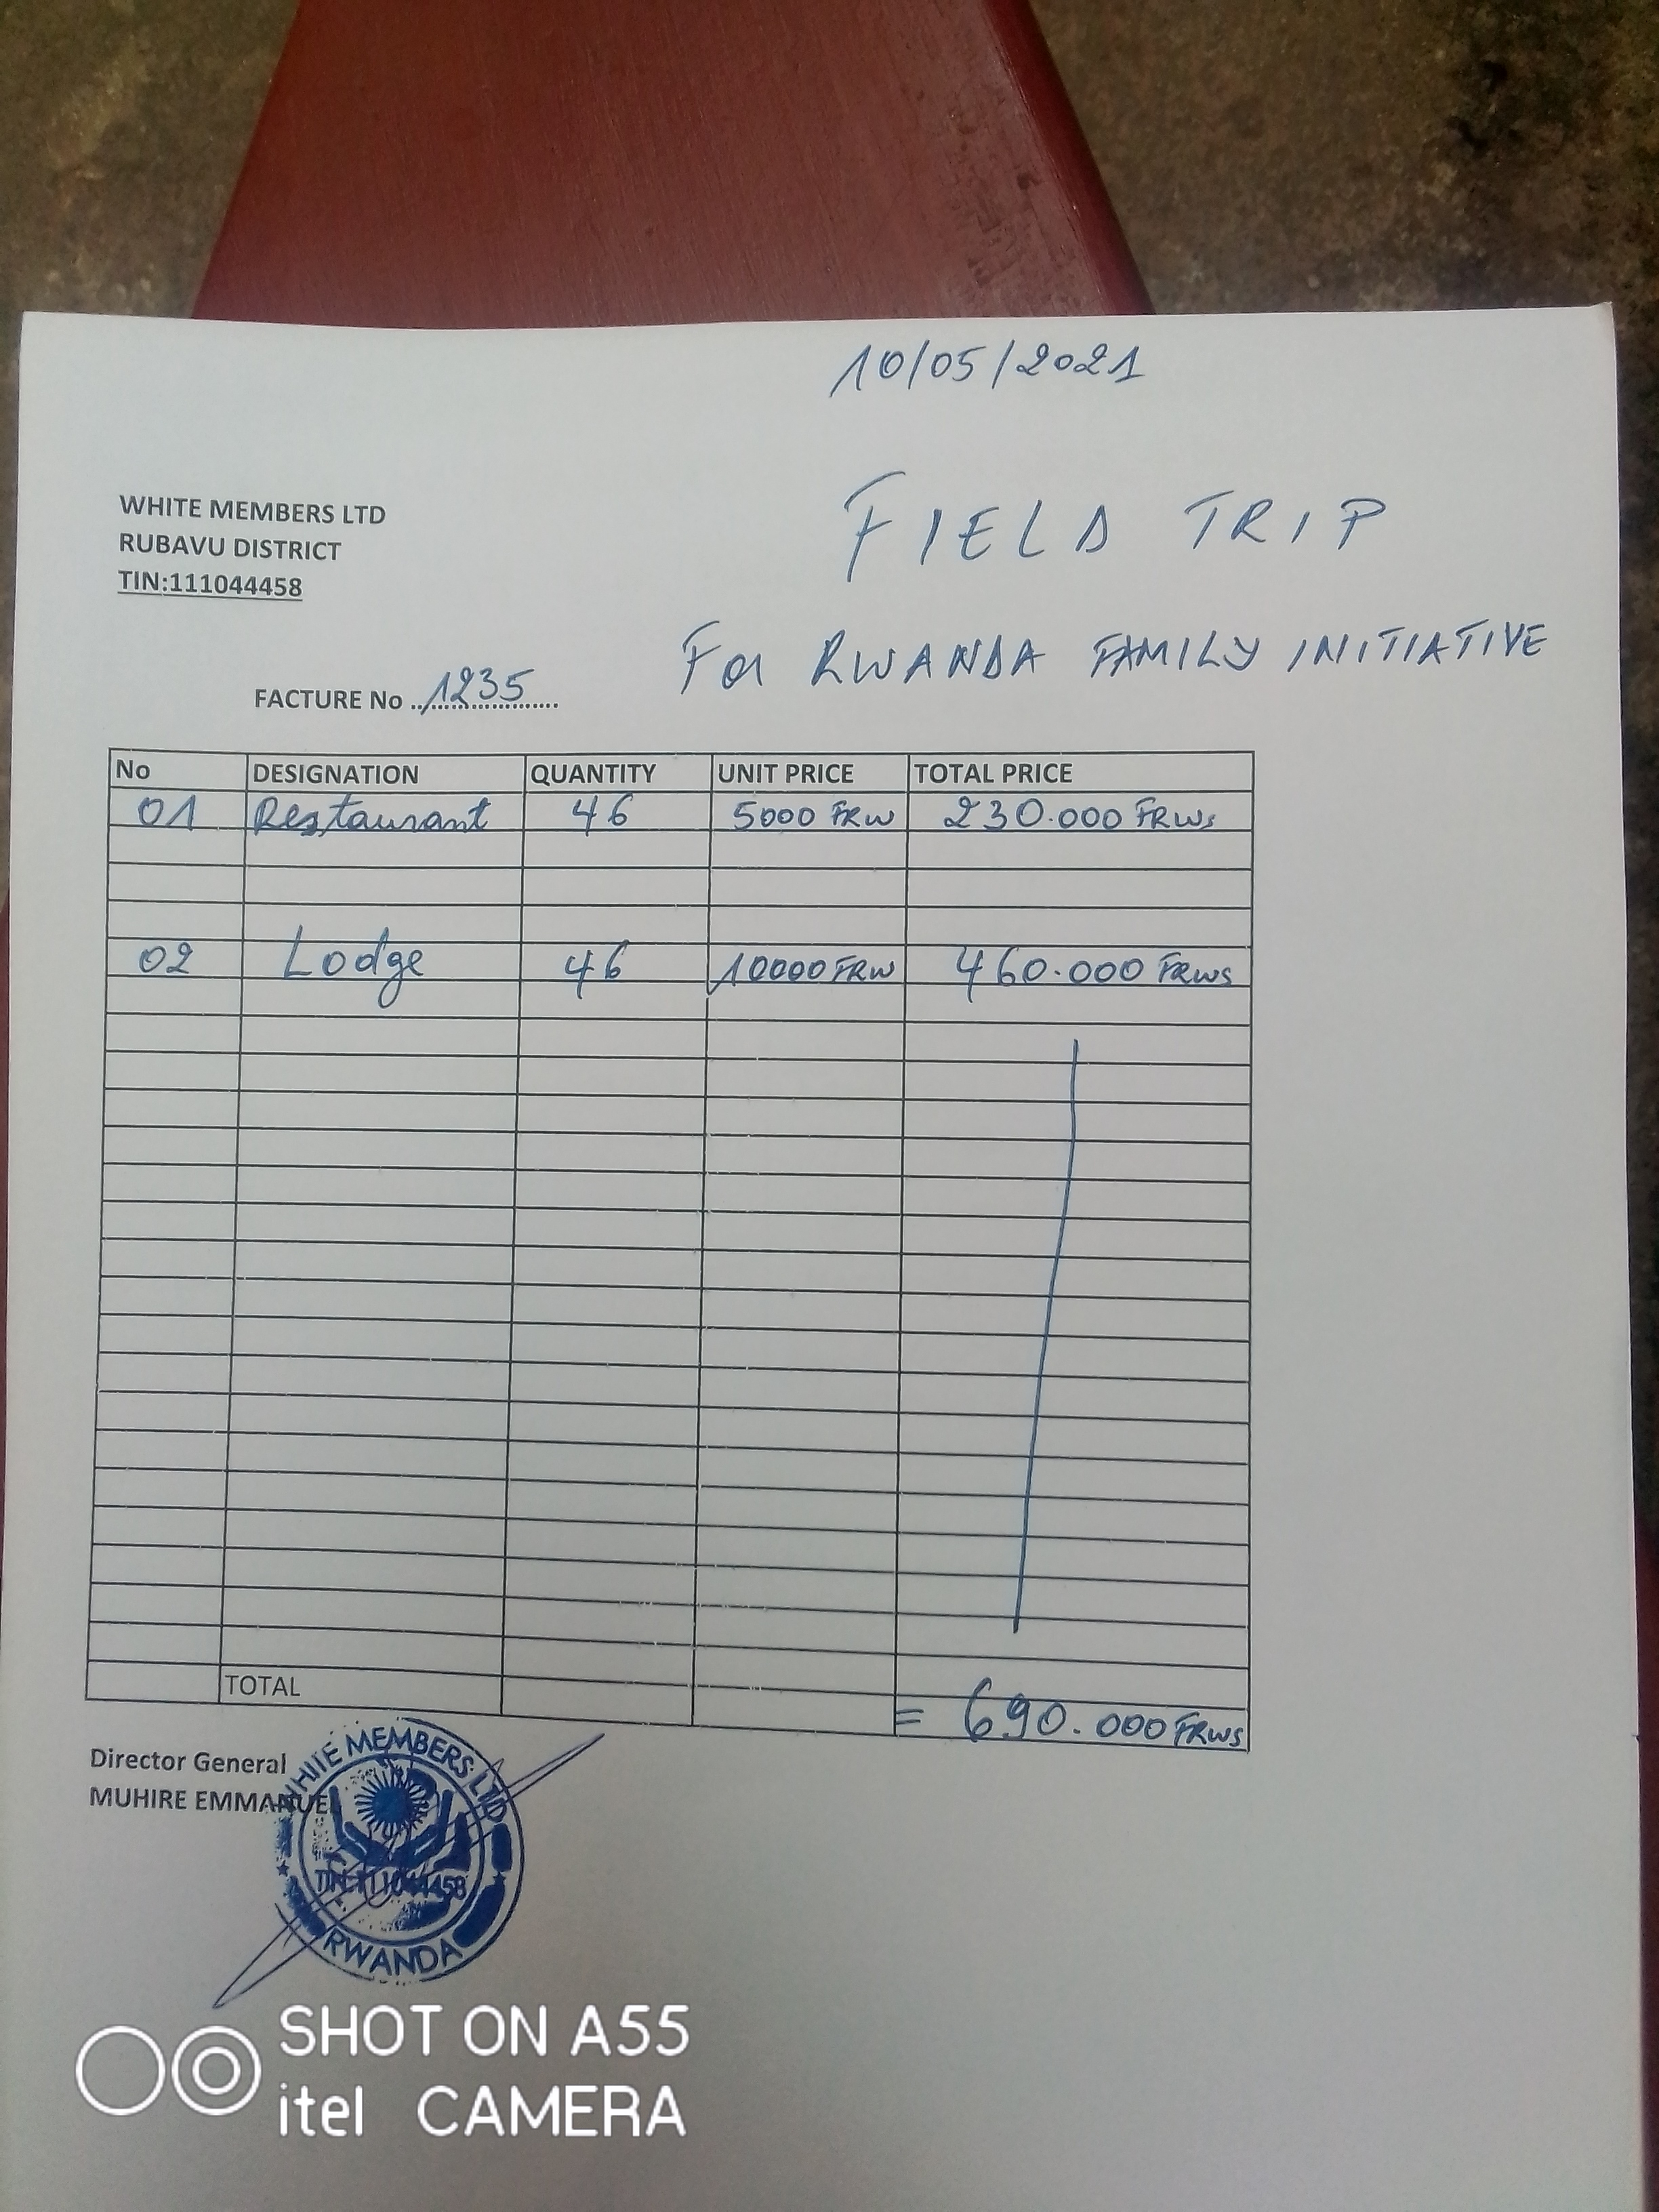 10/05/2021
WHITE MEMBERS LTD
RUBAVU DISTRICT
TIN:111044458
FIELD TRIP
For RWANDA FAMILY INITIATIVE
FACTURE No 1235
No DESIGNATION QUANTITY UNIT PRICE TOTAL PRICE
01 Restaurant 46 5000 FRW 230.000 FRWs
02 Lodge 46 10000 FRW 460.000 FRWs
TOTAL = 690.000 FRWs
Director General
MUHIRE EMMANUEL
WHITE MEMBERS LTD
TIN:111044458
RWANDA
SHOT ON A55
itel CAMERA